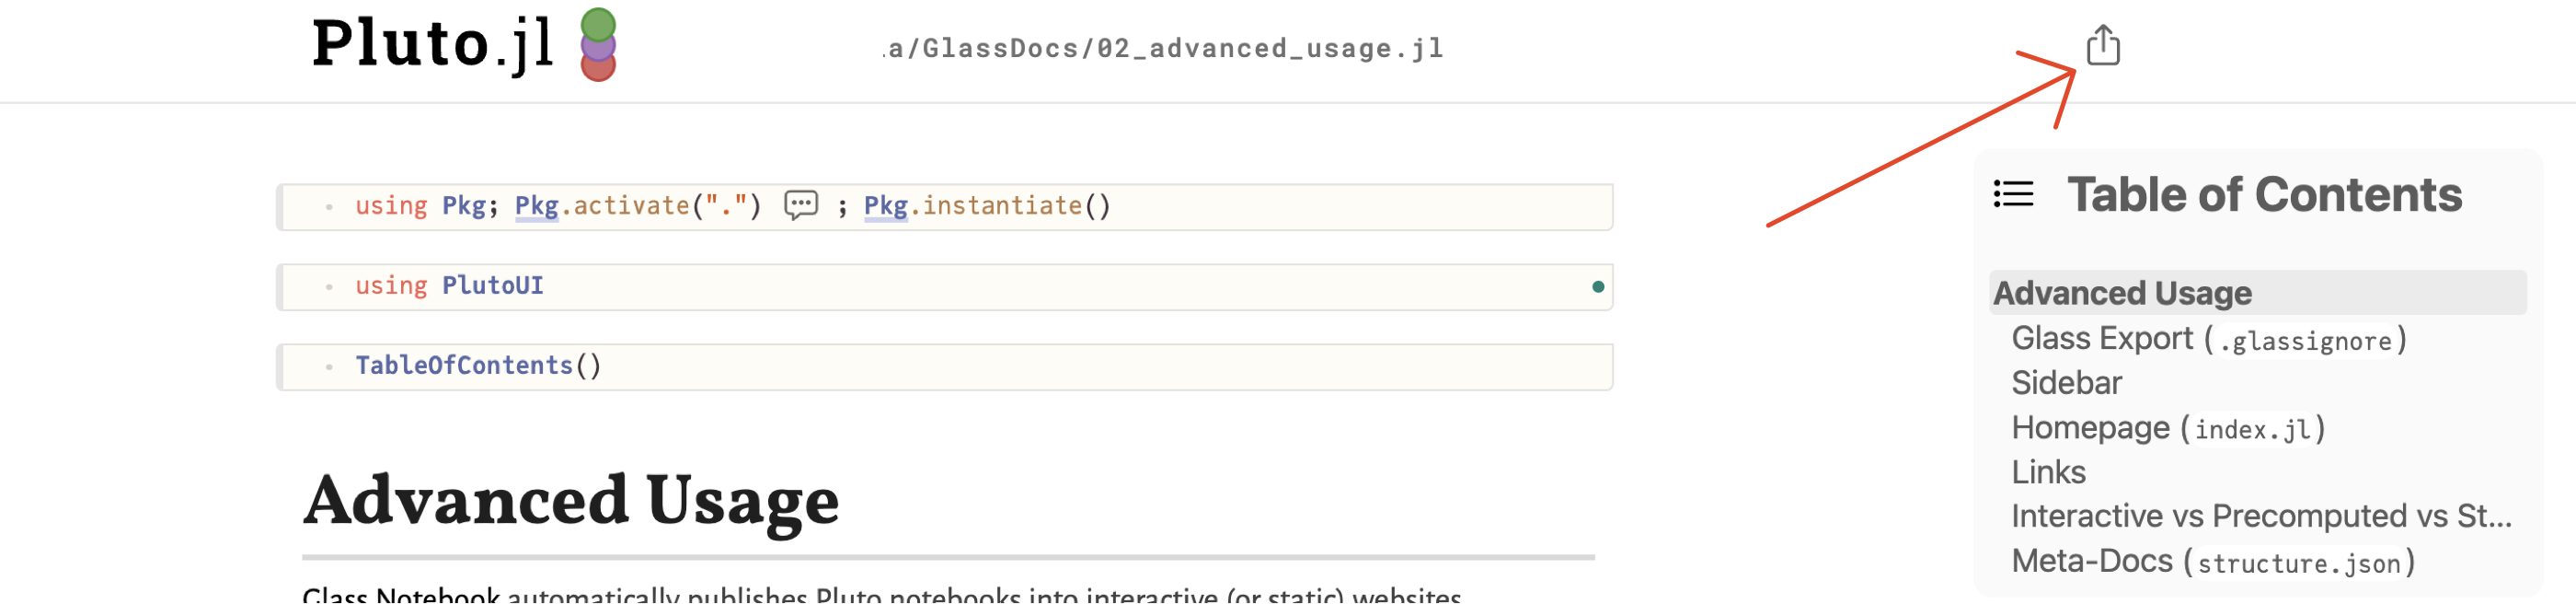 Pluto.jl
.a/GlassDocs/02_advanced_usage.jl
using Pkg; Pkg.activate(".") ; Pkg.instantiate()
using PlutoUI
TableOfContents()
Advanced Usage
Glass Notebook automatically publishes Pluto notebooks into interactive (or static) websites
Table of Contents
Advanced Usage
Glass Export (.glassignore)
Sidebar
Homepage (index.jl)
Links
Interactive vs Precomputed vs St...
Meta-Docs (structure.json)